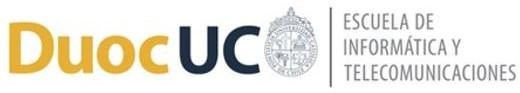 DuocUC
ESCUELA DE
INFORMÁTICA Y
TELECOMUNICACIONES